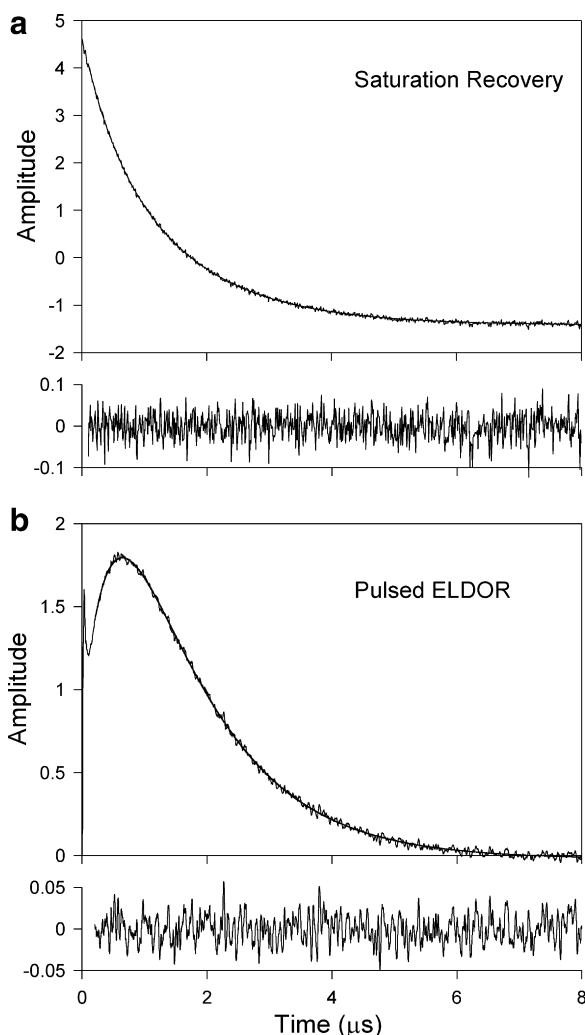 a
5
4
3
2
1
0
-1
-2
Amplitude
Saturation Recovery
0.1
0
-0.1
b
2
1.5
1
0.5
0
Amplitude
Pulsed ELDOR
0.05
0
-0.05
0 2 4 6 8
Time (μs)